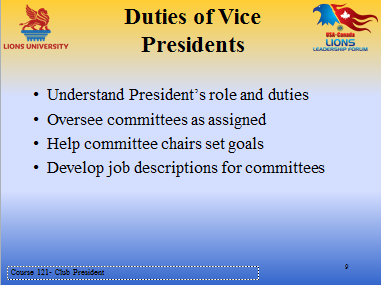 Duties of Vice
Presidents
LIONS UNIVERSITY
USA-Canada
LIONS
LEADERSHIP FORUM
• Understand President's role and duties
• Oversee committees as assigned
• Help committee chairs set goals
• Develop job descriptions for committees
Course 121- Club President
9